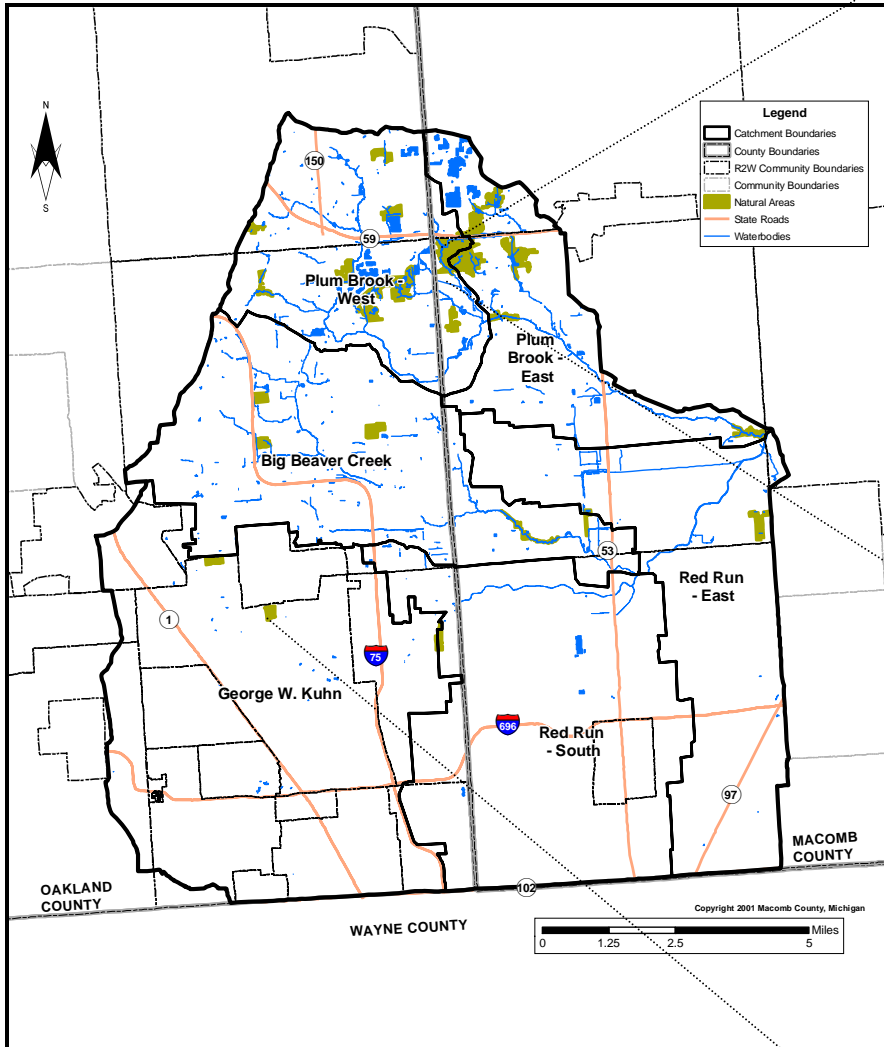 N
S
Legend
Catchment Boundaries
County Boundaries
R2W Community Boundaries
Community Boundaries
Natural Areas
State Roads
Waterbodies
150
59
Plum Brook -
West
Plum
Brook -
East
Big Beaver Creek
53
Red Run
- East
1
75
George W. Kuhn
696
Red Run
- South
97
MACOMB
COUNTY
OAKLAND
COUNTY
102
WAYNE COUNTY
Copyright 2001 Macomb County, Michigan
Miles
0 1.25 2.5 5